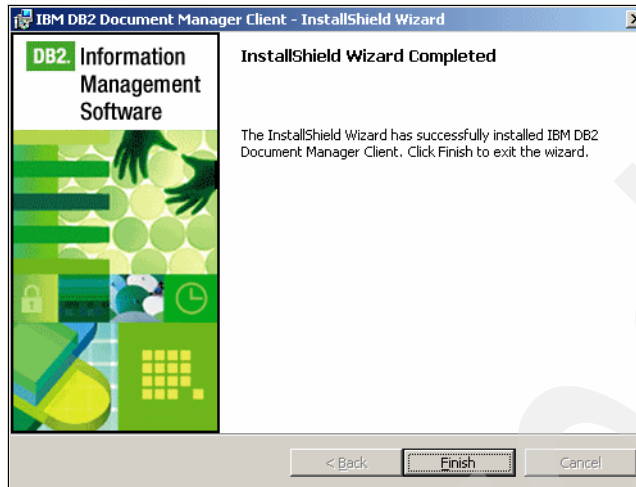 IBM DB2 Document Manager Client - InstallShield Wizard
DB2. Information
Management
Software
InstallShield Wizard Completed
The InstallShield Wizard has successfully installed IBM DB2
Document Manager Client. Click Finish to exit the wizard.
< Back Finish Cancel